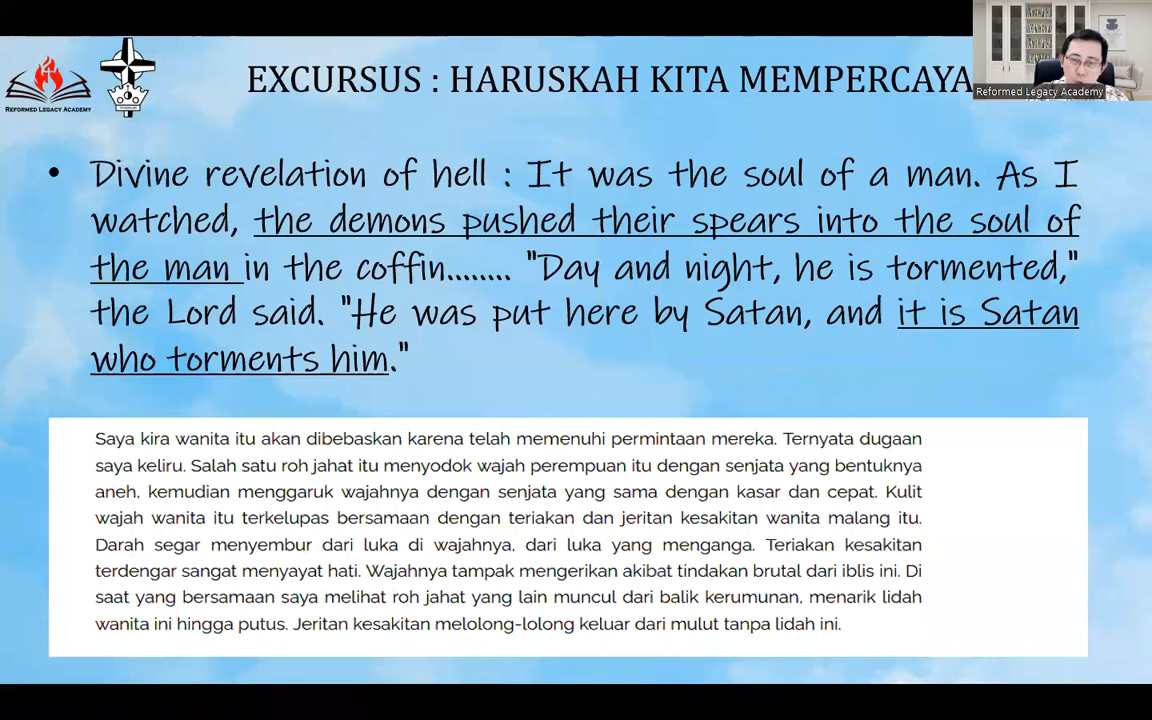 REFORMED LEGACY ACADEMY
EXCURSUS : HARUSKAH KITA MEMPERCAYA
Reformed Legacy Academy
• Divine revelation of hell : It was the soul of a man. As I
watched, the demons pushed their spears into the soul of
the man in the coffin........ "Day and night, he is tormented,"
the Lord said. "He was put here by Satan, and it is Satan
who torments him."
Saya kira wanita itu akan dibebaskan karena telah memenuhi permintaan mereka. Ternyata dugaan
saya keliru. Salah satu roh jahat itu menyodok wajah perempuan itu dengan senjata yang bentuknya
aneh, kemudian menggaruk wajahnya dengan senjata yang sama dengan kasar dan cepat. Kulit
wajah wanita itu terkelupas bersamaan dengan teriakan dan jeritan kesakitan wanita malang itu.
Darah segar menyembur dari luka di wajahnya, dari luka yang menganga. Teriakan kesakitan
terdengar sangat menyayat hati. Wajahnya tampak mengerikan akibat tindakan brutal dari iblis ini. Di
saat yang bersamaan saya melihat roh jahat yang lain muncul dari balik kerumunan, menarik lidah
wanita ini hingga putus. Jeritan kesakitan melolong-lolong keluar dari mulut tanpa lidah ini.